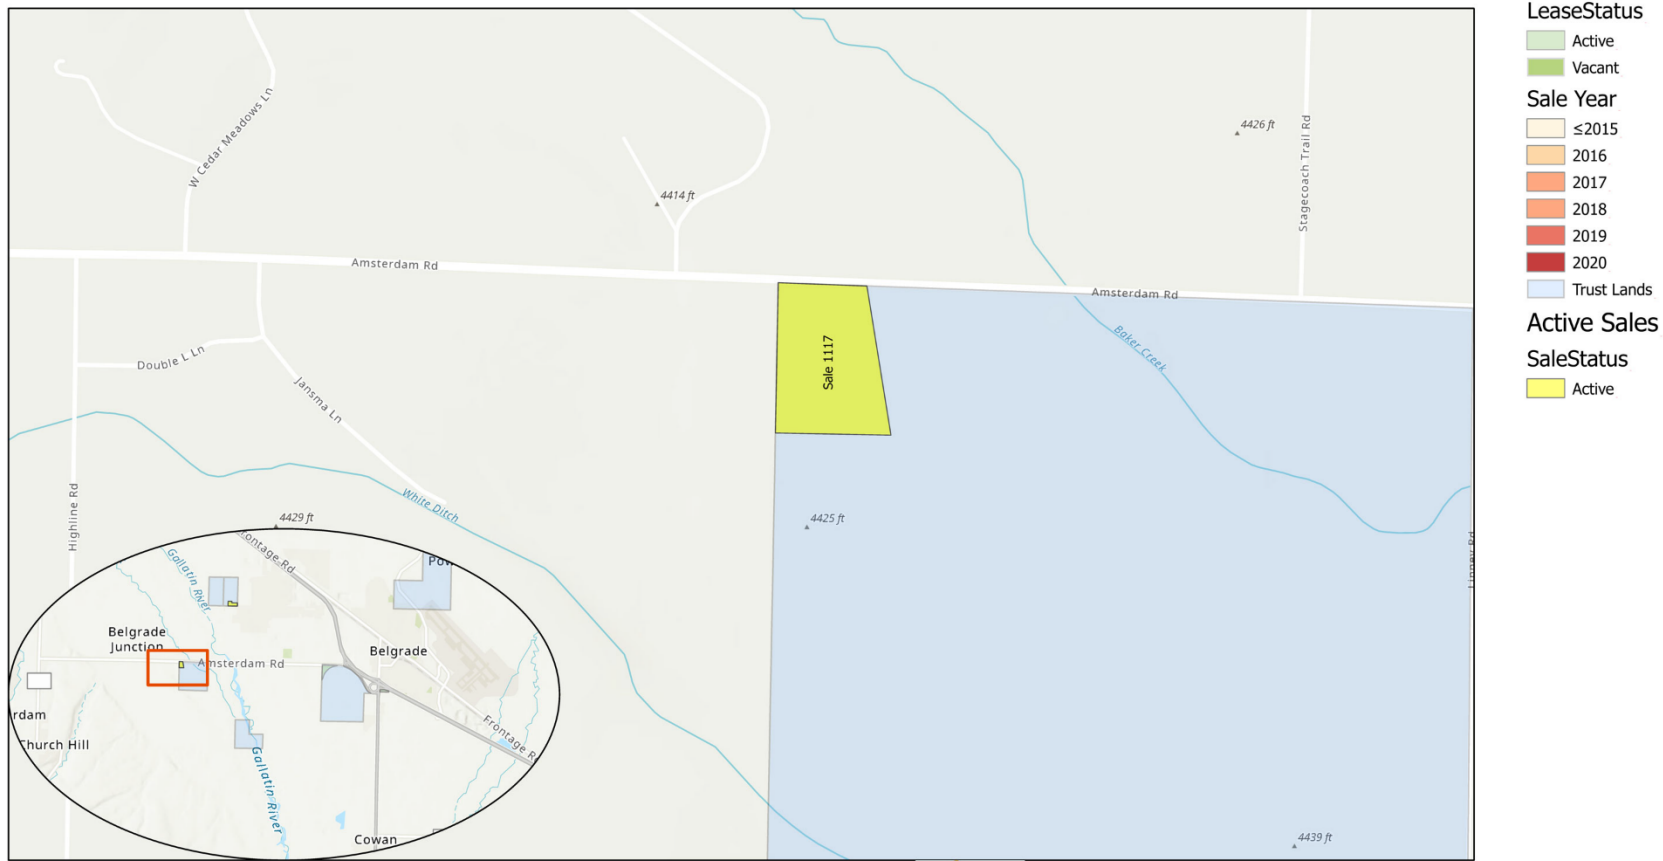 LeaseStatus
Active
Vacant
Sale Year
≤2015
2016
2017
2018
2019
2020
Trust Lands
Active Sales
SaleStatus
Active
W Cedar Meadows Ln
4414 ft
4426 ft
Stagecoach Trail Rd
Amsterdam Rd
Amsterdam Rd
Double L Ln
Jansma Ln
Sale 1117
Baker Creek
Highline Rd
White Ditch
4429 ft
4425 ft
Linney Rd
4439 ft
Frontage Rd
Gallatin River
Pow
Belgrade
Junction
Amsterdam Rd
Belgrade
rdam
Church Hill
Frontage R
Gallatin River
Cowan